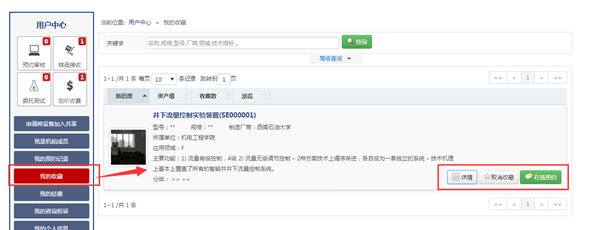 用户中心
当前位置: 用户中心 » 我的收藏
0
1
预约审核
样品接收
0
$
1
委托测试
划价收费
关键字
名称,规格,型号,厂商,领域,技术指标。
查询
高级查询
1~1 /共 1 条 每页 10 条记录 跳转到 1 页
<<
<
1
>
>>
新旧度
资产值
收藏数
浏览
申请将设备加入共享
我是机组成员
我的预约记录
我的收藏
我的经费
我的咨询投诉
我的个人信息
井下流量控制实验装置(SE000001)
型号: ** 规格: ** 制造厂商: 西南石油大学
所属单位: 机电工程学院
应用领域: F
主要功能: 1) 流量有级控制, 4级 2) 流量无级调节控制 – 2种方案技术上循序渐进,各自成为一套独立的系统 – 技术机理
上基本上覆盖了所有的智能井井下流量控制系统。
分类: >> >>
详情
取消收藏
在线预约
1~1 /共 1 条
<<
<
1
>
>>